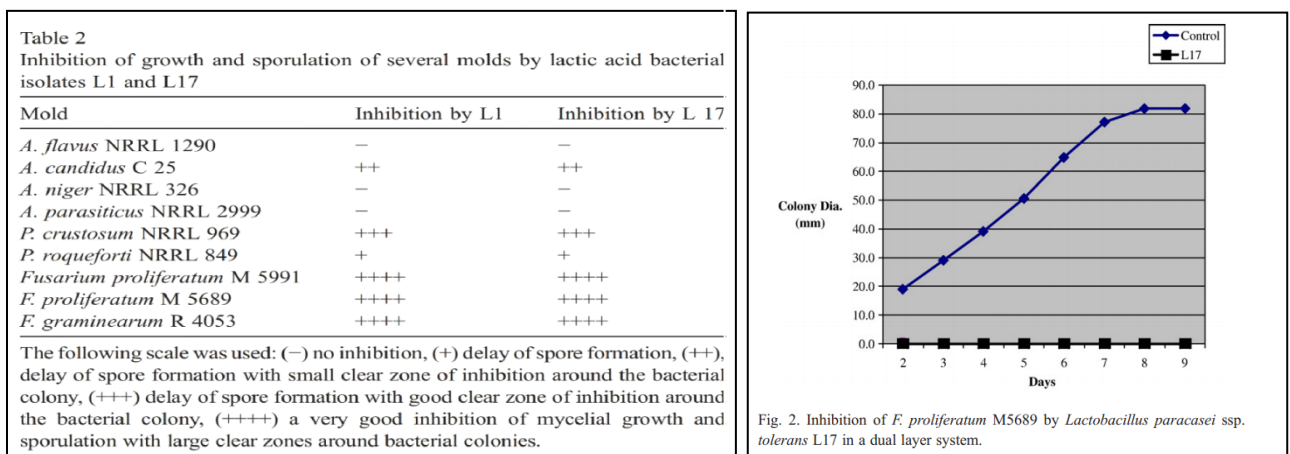 Table 2
Inhibition of growth and sporulation of several molds by lactic acid bacterial
isolates L1 and L17
Mold Inhibition by L1 Inhibition by L 17
A. flavus NRRL 1290 − −
A. candidus C 25 ++ ++
A. niger NRRL 326 − −
A. parasiticus NRRL 2999 − −
P. crustosum NRRL 969 +++ +++
P. roqueforti NRRL 849 + +
Fusarium proliferatum M 5991 ++++ ++++
F. proliferatum M 5689 ++++ ++++
F. graminearum R 4053 ++++ ++++
The following scale was used: (−) no inhibition, (+) delay of spore formation, (++),
delay of spore formation with small clear zone of inhibition around the bacterial
colony, (+++) delay of spore formation with good clear zone of inhibition around
the bacterial colony, (++++) a very good inhibition of mycelial growth and
sporulation with large clear zones around bacterial colonies.
Control
L17
90.0
80.0
70.0
60.0
50.0
40.0
30.0
20.0
10.0
0.0
Colony Dia.
(mm)
2 3 4 5 6 7 8 9
Days
Fig. 2. Inhibition of F. proliferatum M5689 by Lactobacillus paracasei ssp.
tolerans L17 in a dual layer system.